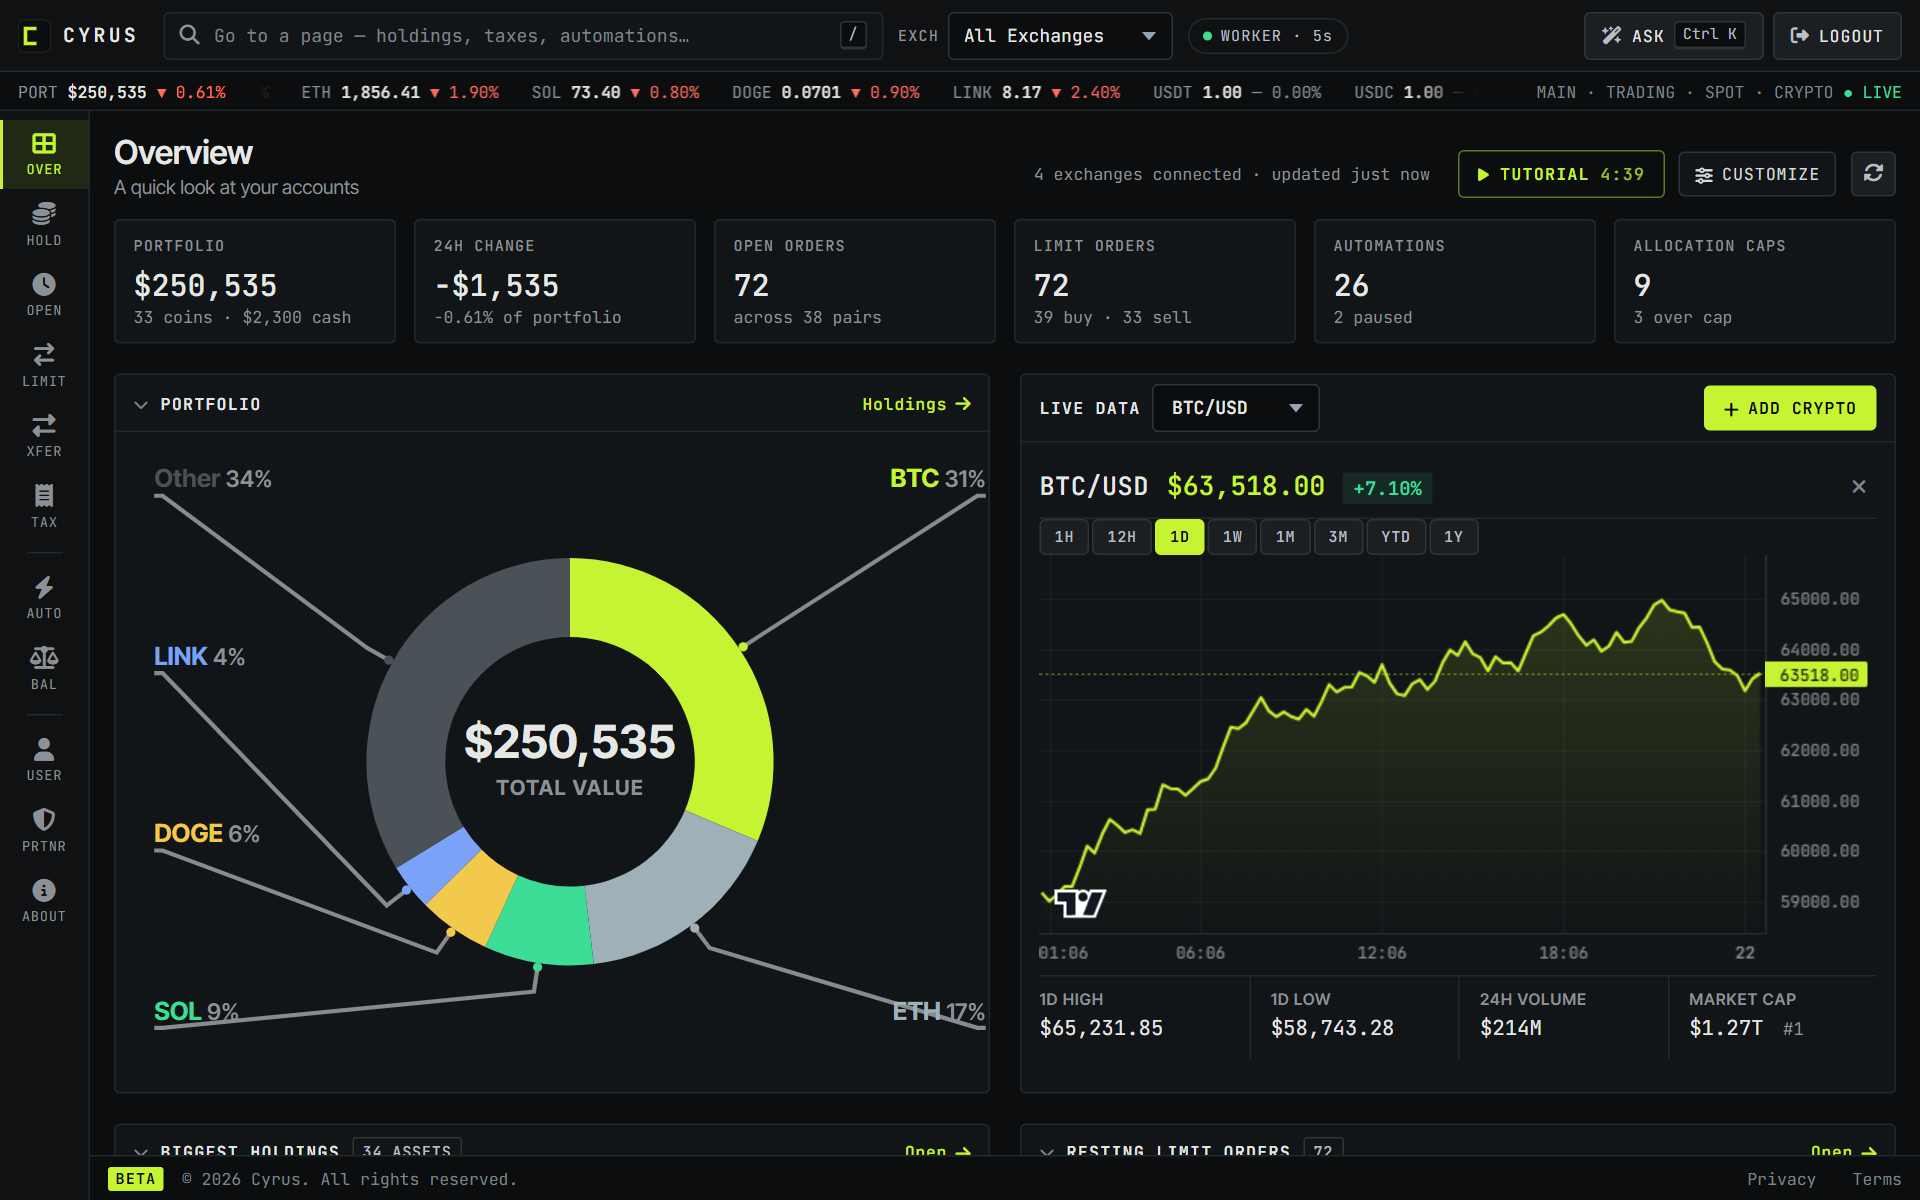 CYRUS
Go to a page — holdings, taxes, automations…
/
EXCH
All Exchanges
WORKER · 5s
ASK
Ctrl K
LOGOUT
PORT $250,535 ▼ 0.61%
ETH 1,856.41 ▼ 1.90%
SOL 73.40 ▼ 0.80%
DOGE 0.0701 ▼ 0.90%
LINK 8.17 ▼ 2.40%
USDT 1.00 — 0.00%
USDC 1.00 —
MAIN · TRADING · SPOT · CRYPTO ● LIVE
OVER
HOLD
OPEN
LIMIT
XFER
TAX
AUTO
BAL
USER
PRTNR
ABOUT
Overview
A quick look at your accounts
4 exchanges connected · updated just now
TUTORIAL 4:39
CUSTOMIZE
PORTFOLIO
$250,535
33 coins · $2,300 cash
24H CHANGE
-$1,535
-0.61% of portfolio
OPEN ORDERS
72
across 38 pairs
LIMIT ORDERS
72
39 buy · 33 sell
AUTOMATIONS
26
2 paused
ALLOCATION CAPS
9
3 over cap
PORTFOLIO
Holdings →
Other 34%
BTC 31%
LINK 4%
DOGE 6%
SOL 9%
ETH 17%
$250,535
TOTAL VALUE
LIVE DATA
BTC/USD
+ ADD CRYPTO
BTC/USD $63,518.00 +7.10%
×
1H 12H 1D 1W 1M 3M YTD 1Y
65000.00
64000.00
63518.00
63000.00
62000.00
61000.00
60000.00
59000.00
01:06 06:06 12:06 18:06 22
1D HIGH
$65,231.85
1D LOW
$58,743.28
24H VOLUME
$214M
MARKET CAP
$1.27T #1
BIGGEST HOLDINGS 34 ASSETS
Open →
RESTING LIMIT ORDERS 72
Open →
BETA
© 2026 Cyrus. All rights reserved.
Privacy
Terms